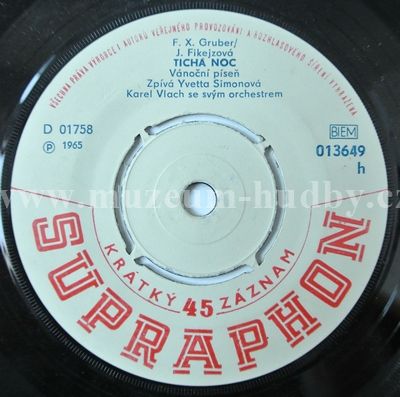 VŠECHNA PRÁVA VÝROBCE I AUTORŮ VEŘEJNÉHO PROVOZOVÁNÍ A ROZHLASOVÉHO ŠÍŘENÍ VYHRAŽENA
F. X. Gruber/
J. Fikejzová
TICHÁ NOC
Vánoční píseň
Zpívá Yvetta Simonová
Karel Vlach se svým orchestrem
D 01758
Ⓟ 1965
BIEM
013649
h
www.muzeum-hudby.cz
KRÁTKÝ 45 ZÁZNAM
SUPRAPHON